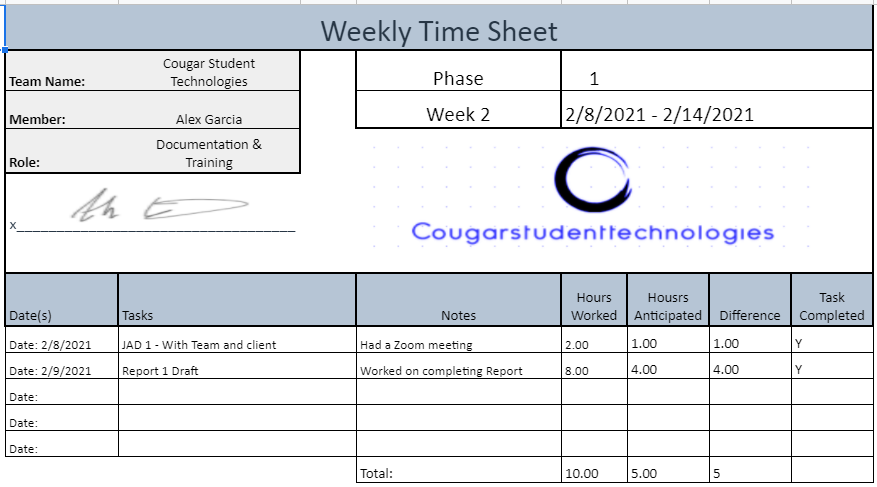 Weekly Time Sheet
Team Name: Cougar Student Technologies
Phase 1
Member: Alex Garcia
Week 2 2/8/2021 - 2/14/2021
Role: Documentation & Training
x
Cougarstudenttechnologies
Date(s) Tasks Notes Hours Worked Housrs Anticipated Difference Task Completed
Date: 2/8/2021 JAD 1 - With Team and client Had a Zoom meeting 2.00 1.00 1.00 Y
Date: 2/9/2021 Report 1 Draft Worked on completing Report 8.00 4.00 4.00 Y
Date:
Date:
Date:
Total: 10.00 5.00 5